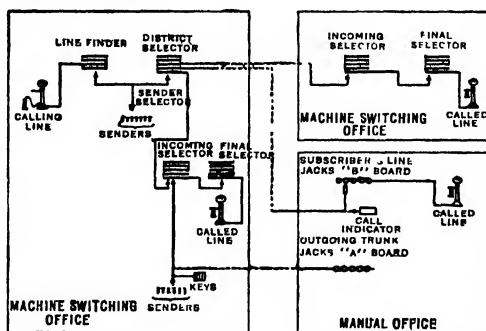 LINE FINDER
DISTRICT
SELECTOR
CALLING
LINE
SENDER
SELECTOR
SENDERS
INCOMING
SELECTOR
FINAL
SELECTOR
CALLED
LINE
KEYS
SENDERS
MACHINE SWITCHING
OFFICE
INCOMING
SELECTOR
FINAL
SELECTOR
CALLED
LINE
MACHINE SWITCHING
OFFICE
SUBSCRIBER S LINE
JACKS "B" BOARD
CALLED
LINE
CALL
INDICATOR
OUTGOING TRUNK
JACKS "A" BOARD
MANUAL OFFICE